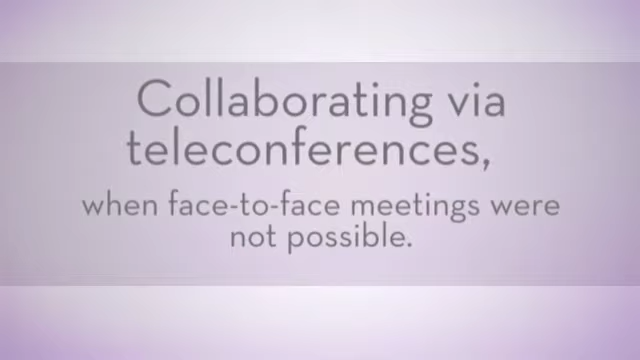 Collaborating via
teleconferences,
when face-to-face meetings were
not possible.